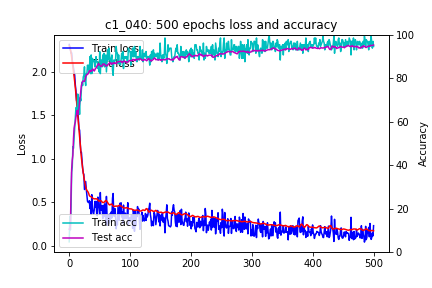 c1_040: 500 epochs loss and accuracy
Train loss
Test loss
Train acc
Test acc
Loss
2.0
1.5
1.0
0.5
0.0
Accuracy
100
80
60
40
20
0
0
100
200
300
400
500